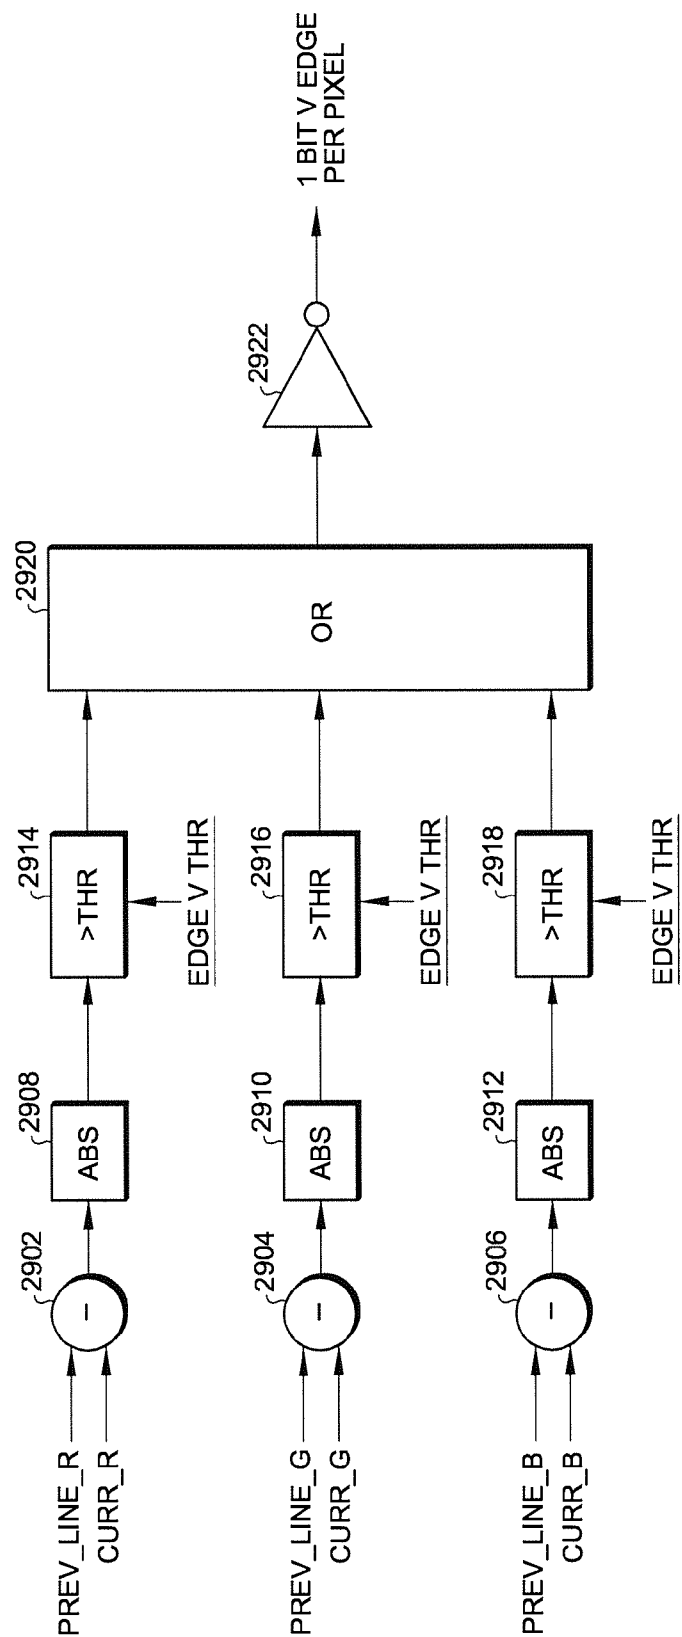 PREV_LINE_R
CURR_R
2902
−
2908
ABS
2914
>THR
EDGE V THR
PREV_LINE_G
CURR_G
2904
−
2910
ABS
2916
>THR
EDGE V THR
PREV_LINE_B
CURR_B
2906
−
2912
ABS
2918
>THR
EDGE V THR
2920
OR
2922
1 BIT V EDGE
PER PIXEL